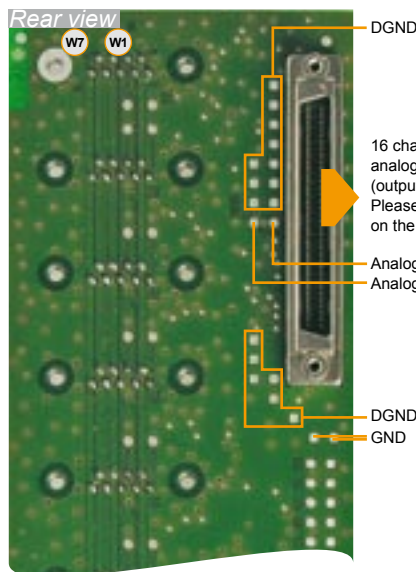 Rear view
W7 W1
DGND
16 cha
analog
(outpu
Please
on the
Analog
Analog
DGND
GND